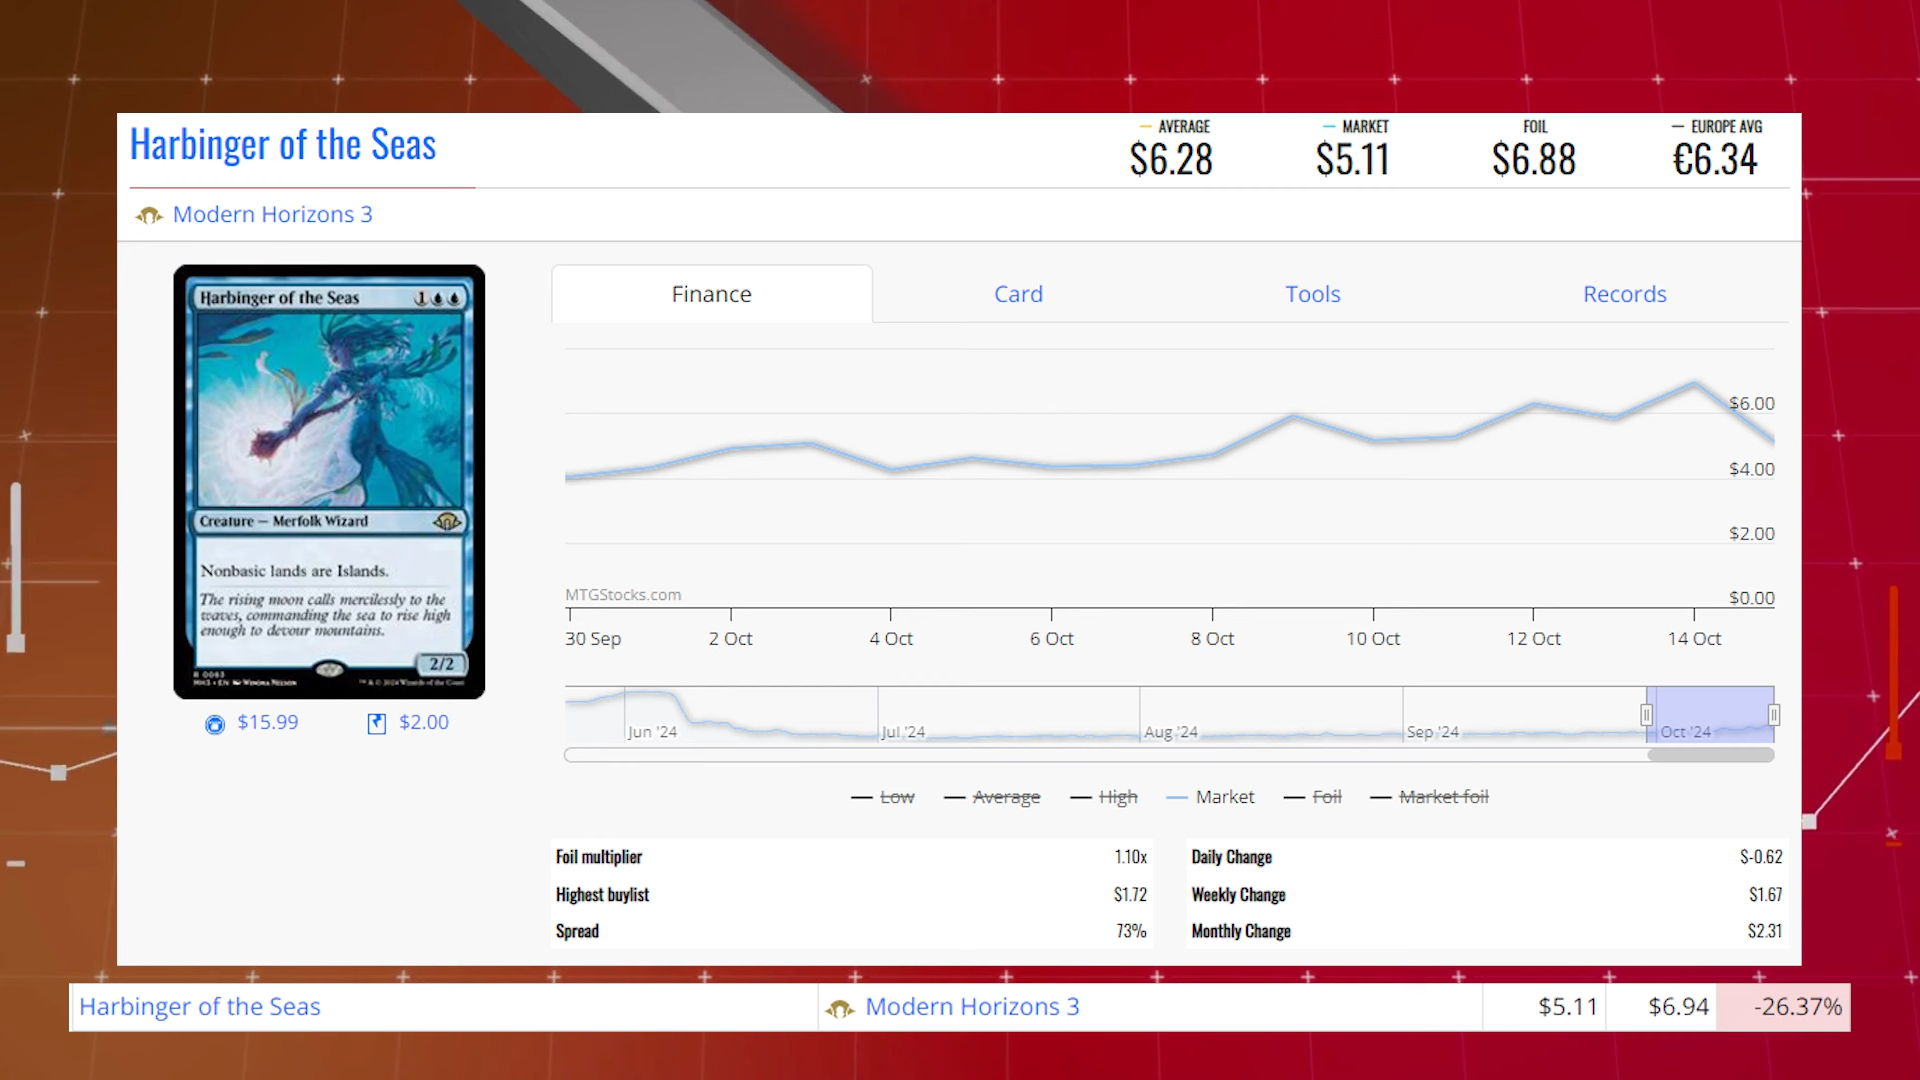 Harbinger of the Seas
AVERAGE
$6.28
MARKET
$5.11
FOIL
$6.88
EUROPE AVG
€6.34
Modern Horizons 3
Harbinger of the Seas 1
Creature — Merfolk Wizard
Nonbasic lands are Islands.
The rising moon calls mercilessly to the
waves, commanding the sea to rise high
enough to devour mountains.
2/2
R 0063
MH3 • EN
$15.99
$2.00
Finance
Card
Tools
Records
$6.00
$4.00
$2.00
$0.00
MTGStocks.com
30 Sep
2 Oct
4 Oct
6 Oct
8 Oct
10 Oct
12 Oct
14 Oct
Jun '24
Jul '24
Aug '24
Sep '24
Oct '24
Low
Average
High
Market
Foil
Market foil
Foil multiplier 1.10x
Highest buylist $1.72
Spread 73%
Daily Change $-0.62
Weekly Change $1.67
Monthly Change $2.31
Harbinger of the Seas Modern Horizons 3 $5.11 $6.94 -26.37%